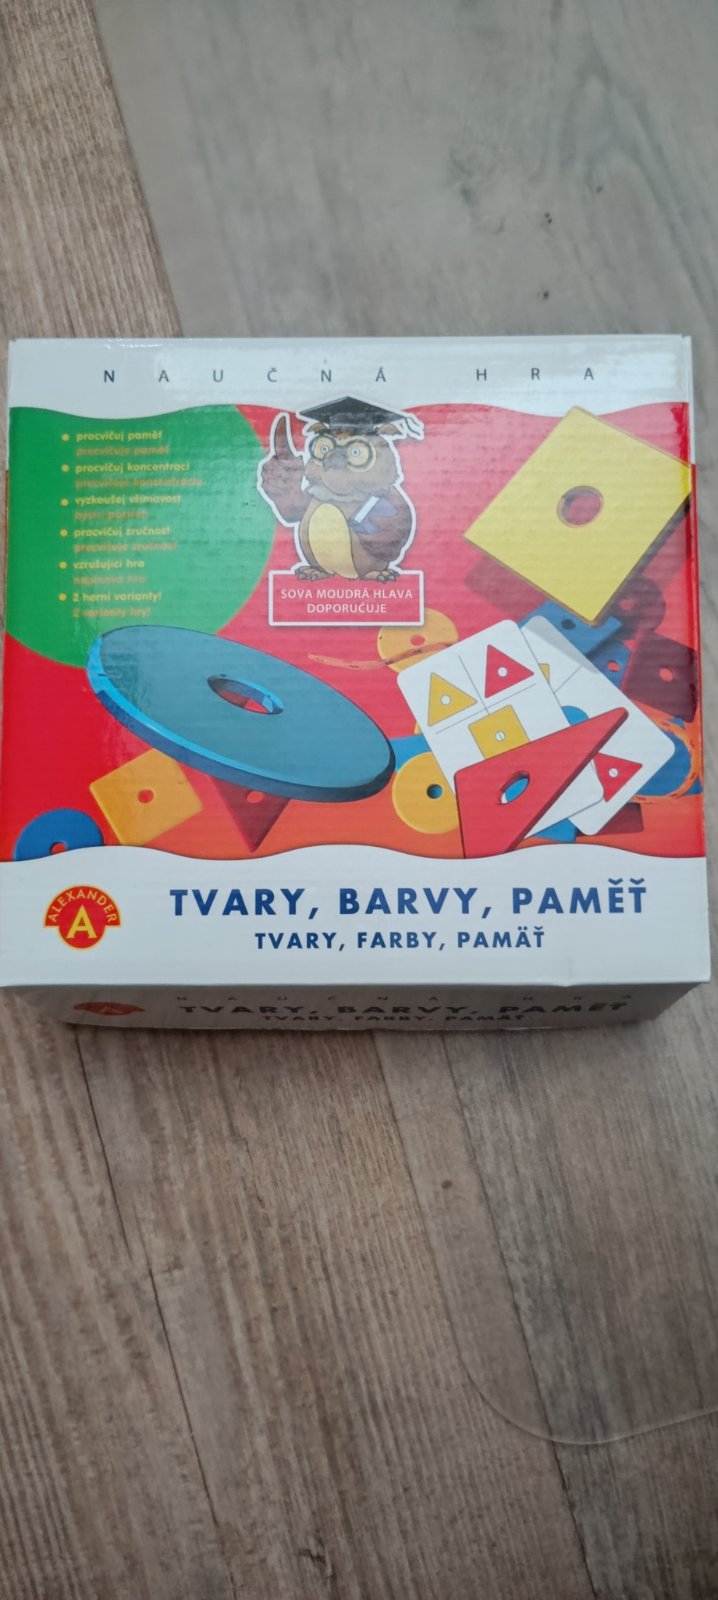 NAUČNÁ HRA
procvičuj paměť
precvičuje pamäť
procvičuj koncentraci
precvičuje koncentráciu
vyzkoušej všímavost
bystrí postreh
procvičuj zručnost
precvičuje zručnosť
vzrušující hra
napínavá hra
2 herní varianty!
2 varianty hry!
SOVA MOUDRÁ HLAVA
DOPORUČUJE
ALEXANDER
A
TVARY, BARVY, PAMĚŤ
TVARY, FARBY, PAMÄŤ
NAUČNÁ HRA
TVARY, BARVY, PAMĚŤ
TVARY, FARBY, PAMÄŤ